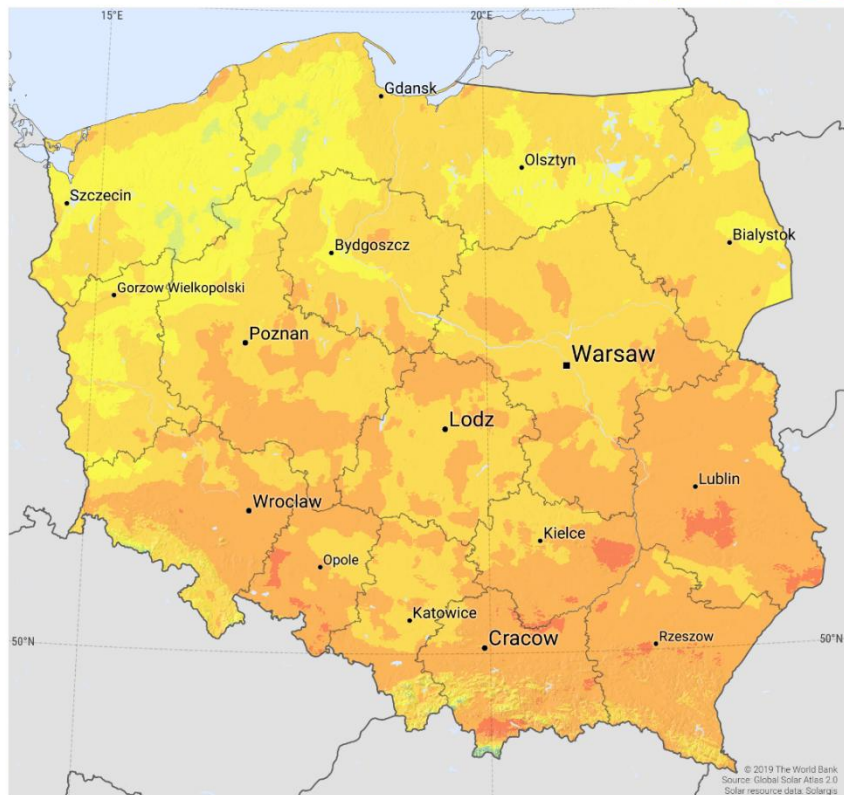 15°E
20°E
Gdansk
Olsztyn
Szczecin
Bydgoszcz
Bialystok
Gorzow Wielkopolski
Poznan
Warsaw
Lodz
Lublin
Wroclaw
Kielce
Opole
Katowice
50°N
Cracow
Rzeszow
50°N
© 2019 The World Bank
Source: Global Solar Atlas 2.0
Solar resource data: Solargis